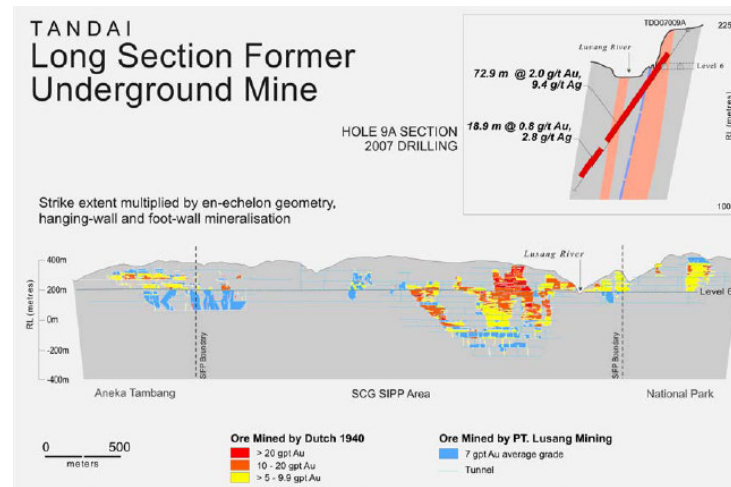 TANDAI
Long Section Former
Underground Mine
TDD07009A
225
Lusang River
Level 6
72.9 m @ 2.0 g/t Au,
9.4 g/t Ag
18.9 m @ 0.8 g/t Au,
2.8 g/t Ag
RL (metres)
100
HOLE 9A SECTION
2007 DRILLING
Strike extent multiplied by en-echelon geometry,
hanging-wall and foot-wall mineralisation
Lusang River
400m
200m
0m
-200m
-400m
RL (metres)
Level 6
SIPP Boundary
SIPP Boundary
Aneka Tambang
SCG SIPP Area
National Park
0 500
meters
Ore Mined by Dutch 1940
> 20 gpt Au
10 - 20 gpt Au
> 5 - 9.9 gpt Au
Ore Mined by PT. Lusang Mining
7 gpt Au average grade
Tunnel